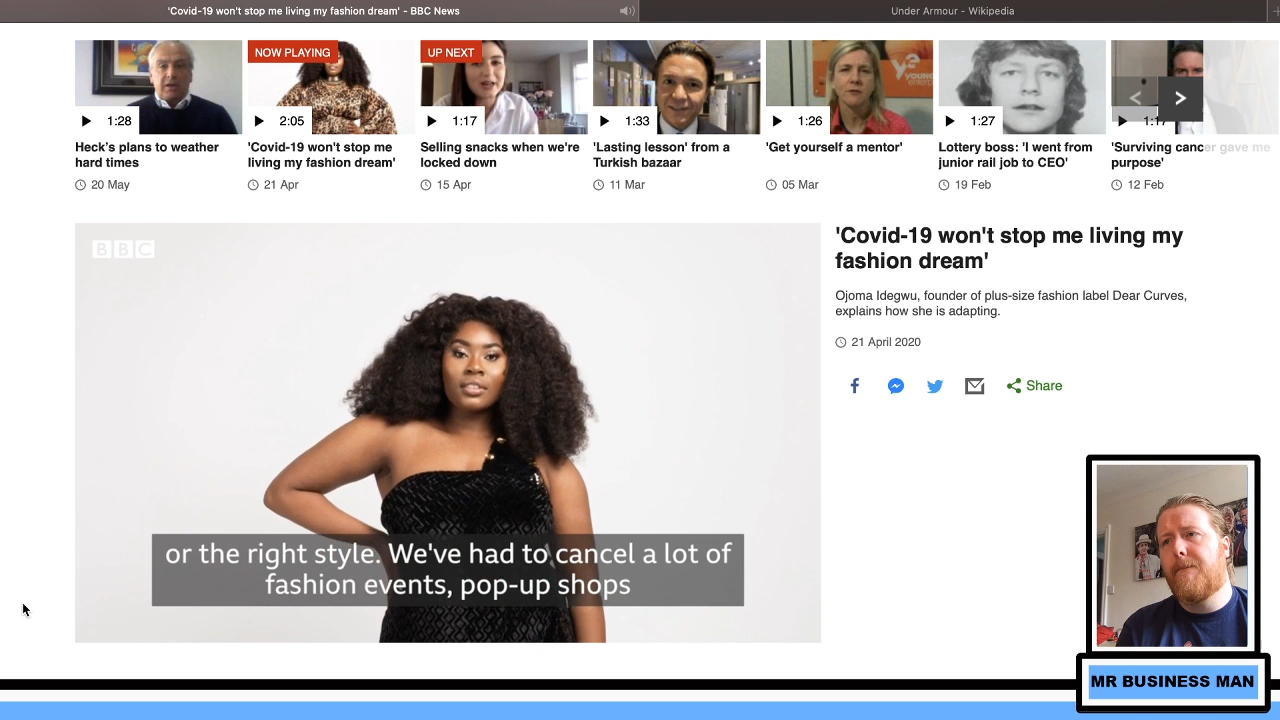 'Covid-19 won't stop me living my fashion dream' - BBC News
Under Armour - Wikipedia
NOW PLAYING
UP NEXT
1:28
2:05
1:17
1:33
1:26
1:27
1:17
Heck's plans to weather
hard times
20 May
'Covid-19 won't stop me
living my fashion dream'
21 Apr
Selling snacks when we're
locked down
15 Apr
'Lasting lesson' from a
Turkish bazaar
11 Mar
'Get yourself a mentor'
05 Mar
Lottery boss: 'I went from
junior rail job to CEO'
19 Feb
'Surviving cancer gave me
purpose'
12 Feb
BBC
or the right style. We've had to cancel a lot of
fashion events, pop-up shops
'Covid-19 won't stop me living my
fashion dream'
Ojoma Idegwu, founder of plus-size fashion label Dear Curves,
explains how she is adapting.
21 April 2020
Share
MR BUSINESS MAN